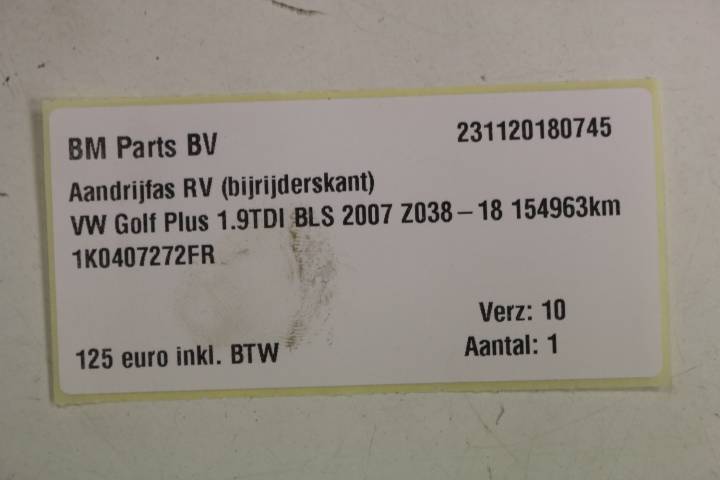 BM Parts BV
231120180745
Aandrijfas RV (bijrijderskant)
VW Golf Plus 1.9TDI BLS 2007 Z038-18 154963km
1K0407272FR
Verz: 10
125 euro inkl. BTW
Aantal: 1